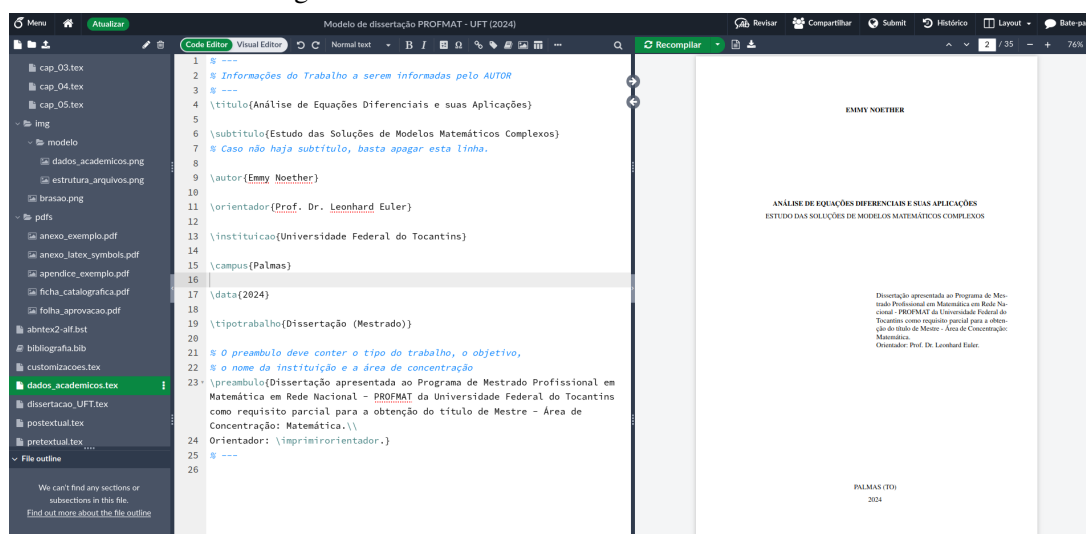 Menu
Atualizar
Modelo de dissertação PROFMAT - UFT (2024)
Revisar
Compartilhar
Submit
Histórico
Layout
Bate-pa
Code Editor
Visual Editor
Normal text
B I
Ω
Recompilar
2 / 35
76%
cap_03.tex
cap_04.tex
cap_05.tex
img
modelo
dados_academicos.png
estrutura_arquivos.png
brasao.png
pdfs
anexo_exemplo.pdf
anexo_latex_symbols.pdf
apendice_exemplo.pdf
ficha_catalografica.pdf
folha_aprovacao.pdf
abntex2-alf.bst
bibliografia.bib
customizacoes.tex
dados_academicos.tex
dissertacao_UFT.tex
postextual.tex
pretextual.tex
File outline
We can't find any sections or
subsections in this file.
Find out more about the file outline
1 % ---
2 % Informações do Trabalho a serem informadas pelo AUTOR
3 % ---
4 \titulo{Análise de Equações Diferenciais e suas Aplicações}
5
6 \subtitulo{Estudo das Soluções de Modelos Matemáticos Complexos}
7 % Caso não haja subtítulo, basta apagar esta linha.
8
9 \autor{Emmy Noether}
10
11 \orientador{Prof. Dr. Leonhard Euler}
12
13 \instituicao{Universidade Federal do Tocantins}
14
15 \campus{Palmas}
16
17 \data{2024}
18
19 \tipotrabalho{Dissertação (Mestrado)}
20
21 % O preambulo deve conter o tipo do trabalho, o objetivo,
22 % o nome da instituição e a área de concentração
23 \preambulo{Dissertação apresentada ao Programa de Mestrado Profissional em
Matemática em Rede Nacional - PROFMAT da Universidade Federal do Tocantins
como requisito parcial para a obtenção do título de Mestre - Área de
Concentração: Matemática.\\
24 Orientador: \imprimirorientador.}
25 % ---
26
EMMY NOETHER
ANÁLISE DE EQUAÇÕES DIFERENCIAIS E SUAS APLICAÇÕES
ESTUDO DAS SOLUÇÕES DE MODELOS MATEMÁTICOS COMPLEXOS
Dissertação apresentada ao Programa de Mes-
trado Profissional em Matemática em Rede Na-
cional - PROFMAT da Universidade Federal do
Tocantins como requisito parcial para a obten-
ção do título de Mestre - Área de Concentração:
Matemática.
Orientador: Prof. Dr. Leonhard Euler.
PALMAS (TO)
2024